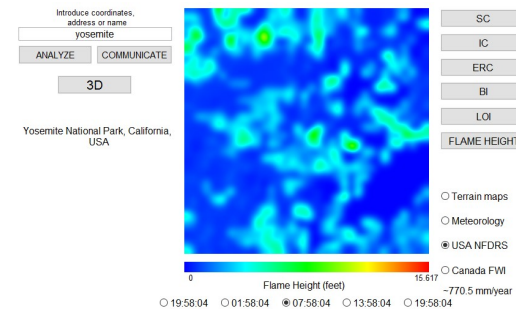 Introduce coordinates,
address or name
yosemite
ANALYZE
COMMUNICATE
3D
Yosemite National Park, California,
USA
SC
IC
ERC
BI
LOI
FLAME HEIGHT
Terrain maps
Meteorology
USA NFDRS
Canada FWI
~770.5 mm/year
0
15.617
Flame Height (feet)
19:58:04
01:58:04
07:58:04
13:58:04
19:58:04